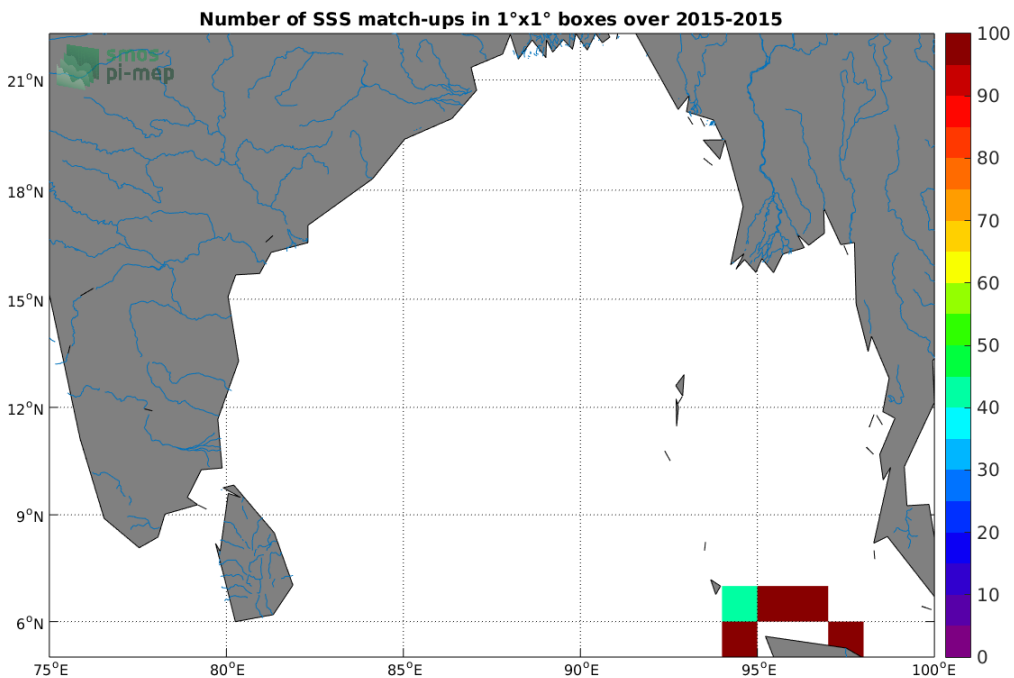 Number of SSS match-ups in 1°x1° boxes over 2015-2015
smos
pi-mep
21°N
18°N
15°N
12°N
9°N
6°N
75°E
80°E
85°E
90°E
95°E
100°E
100
90
80
70
60
50
40
30
20
10
0